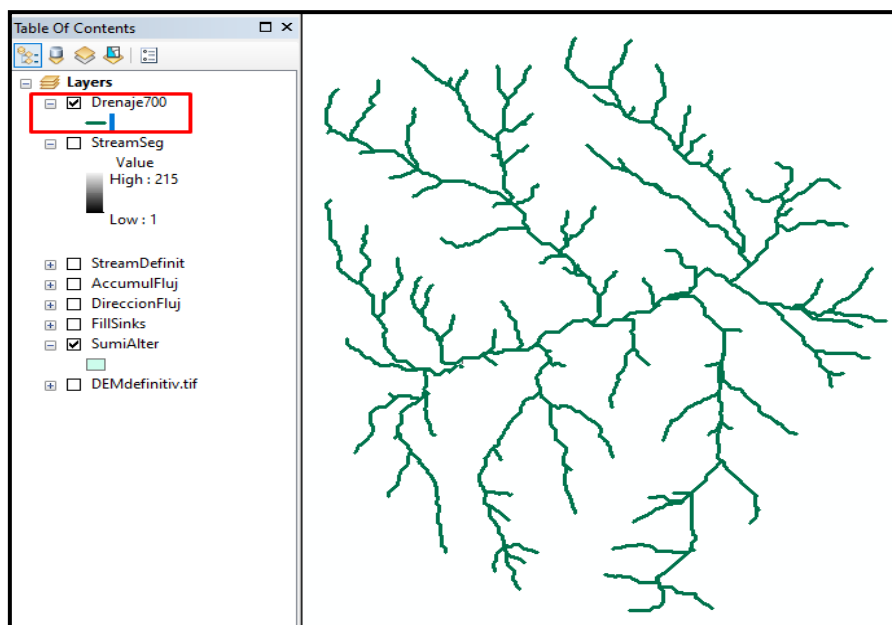 Table Of Contents
Layers
Drenaje700
StreamSeg
Value
High : 215
Low : 1
StreamDefinit
AccumulFluj
DireccionFluj
FillSinks
SumiAlter
DEMdefinitiv.tif